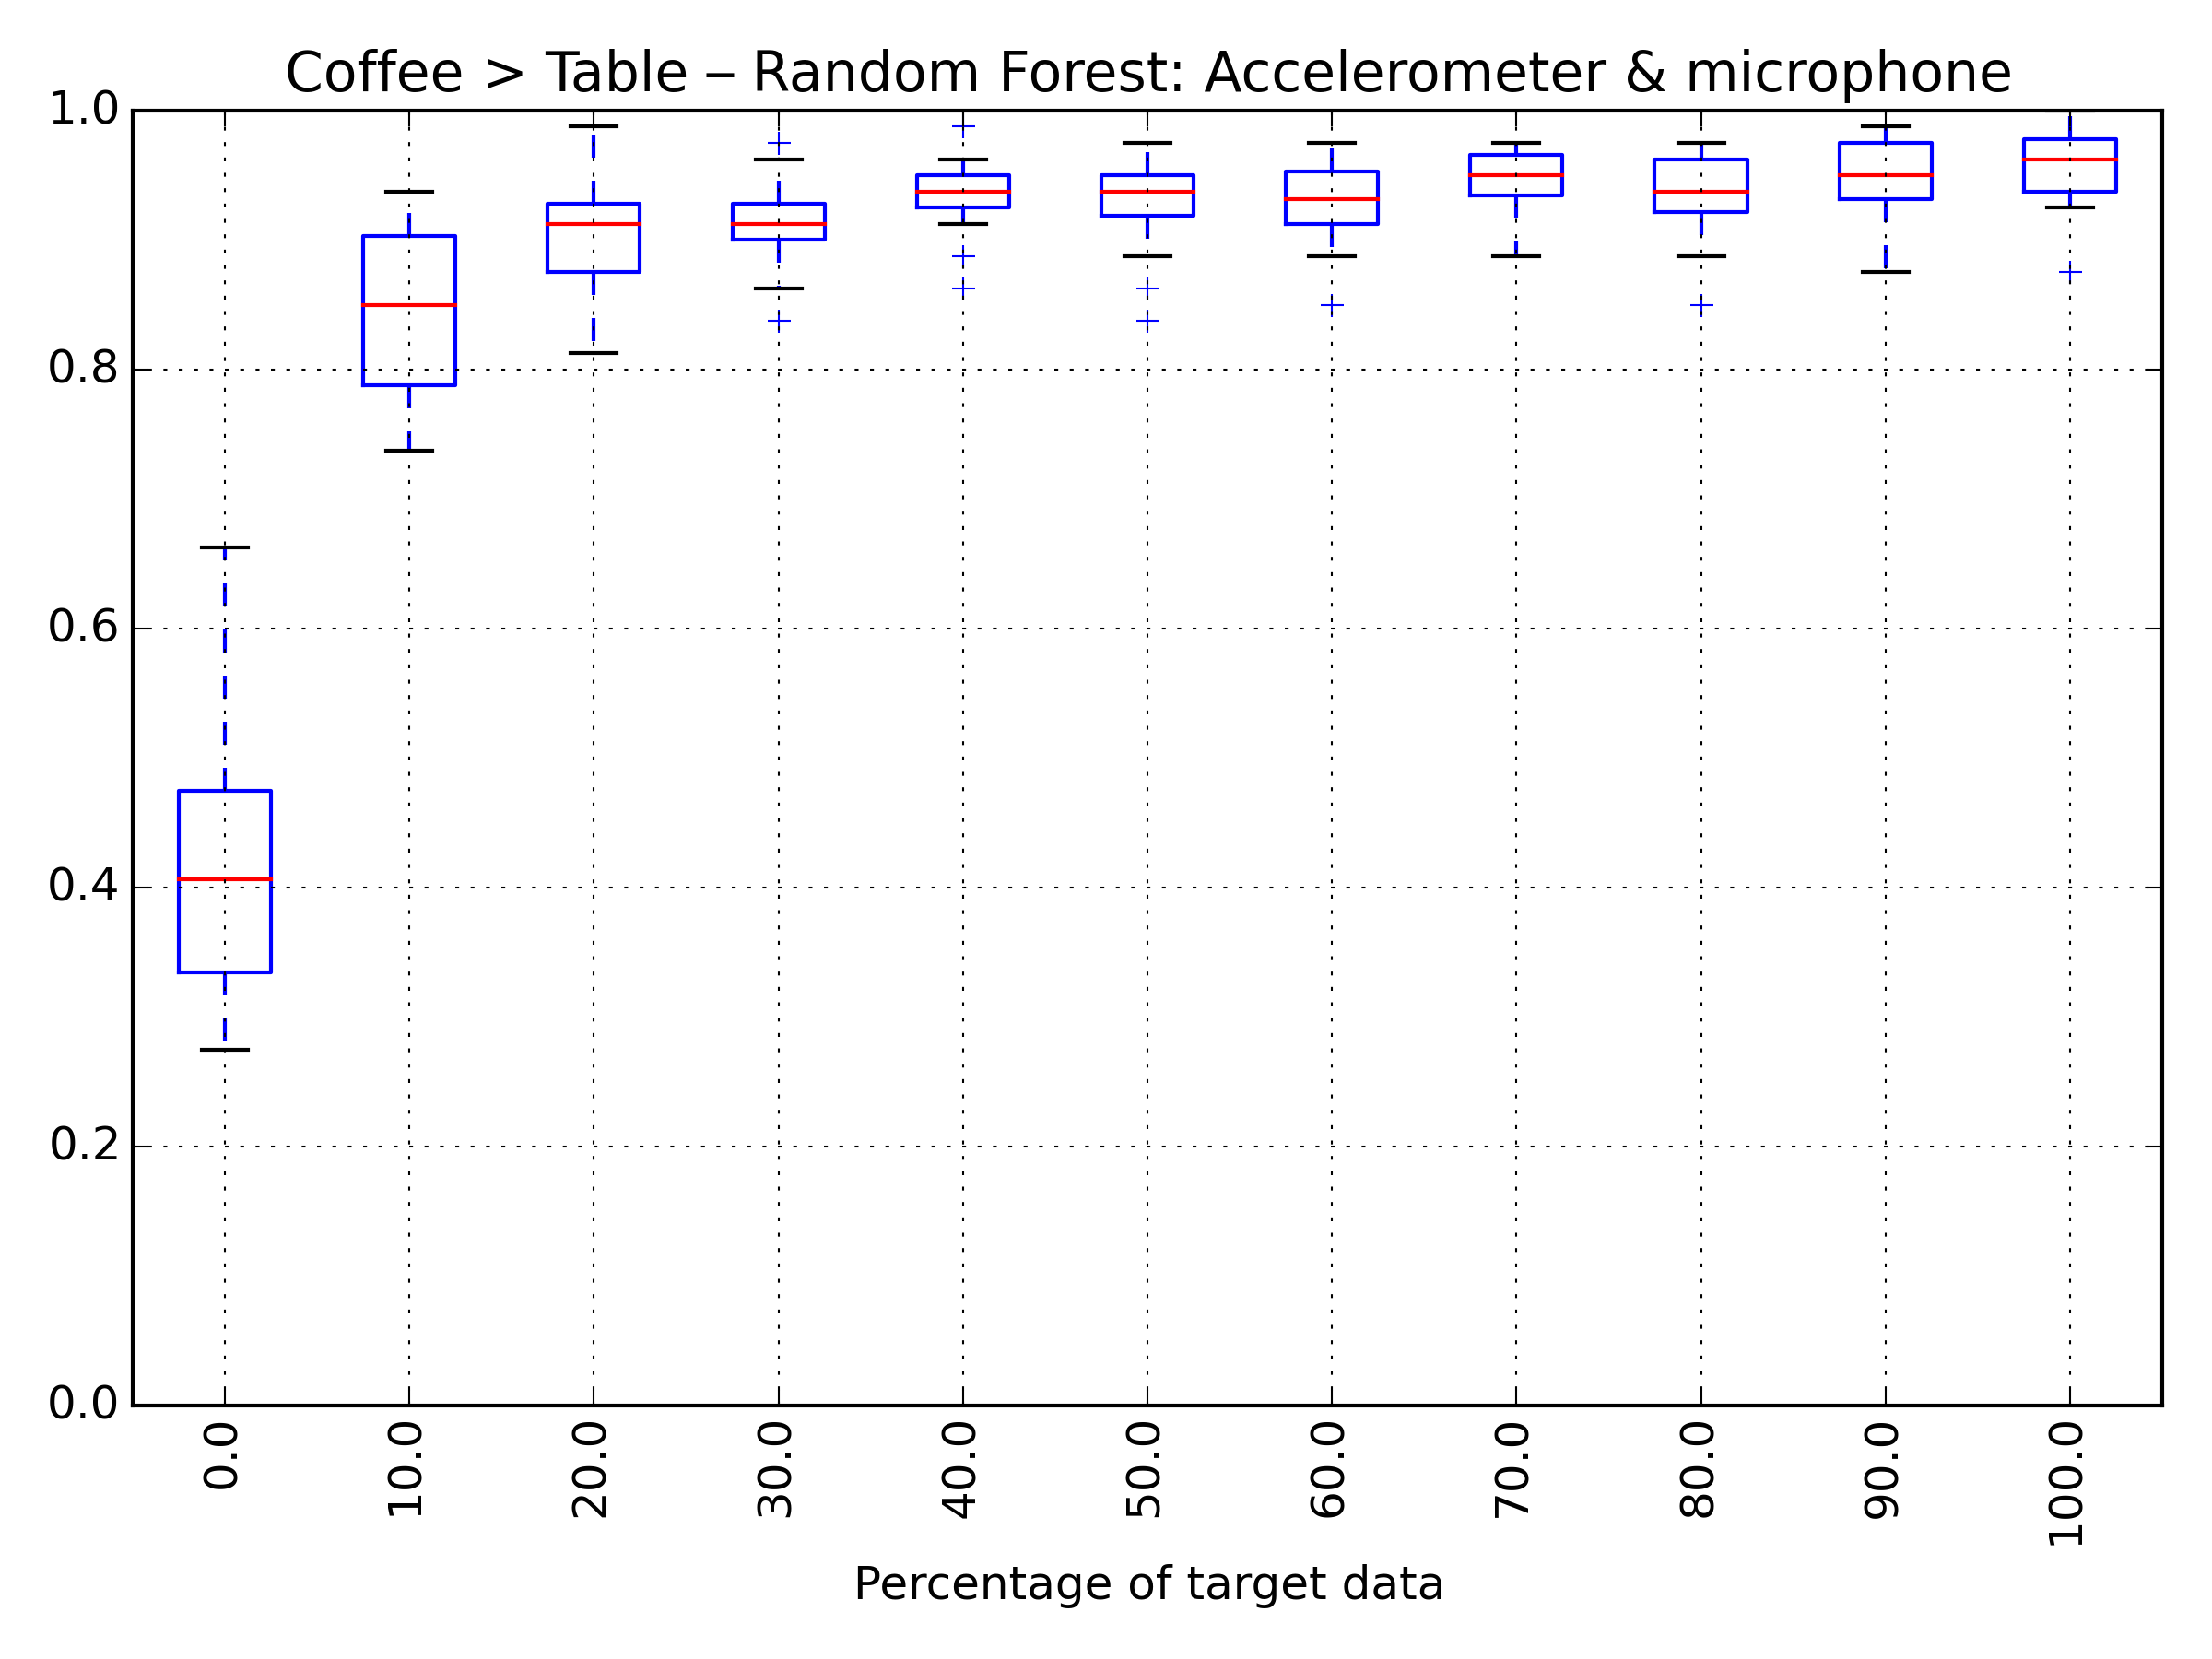 Coffee > Table – Random Forest: Accelerometer & microphone
1.0
0.8
0.6
0.4
0.2
0.0
0.0 10.0 20.0 30.0 40.0 50.0 60.0 70.0 80.0 90.0 100.0
Percentage of target data